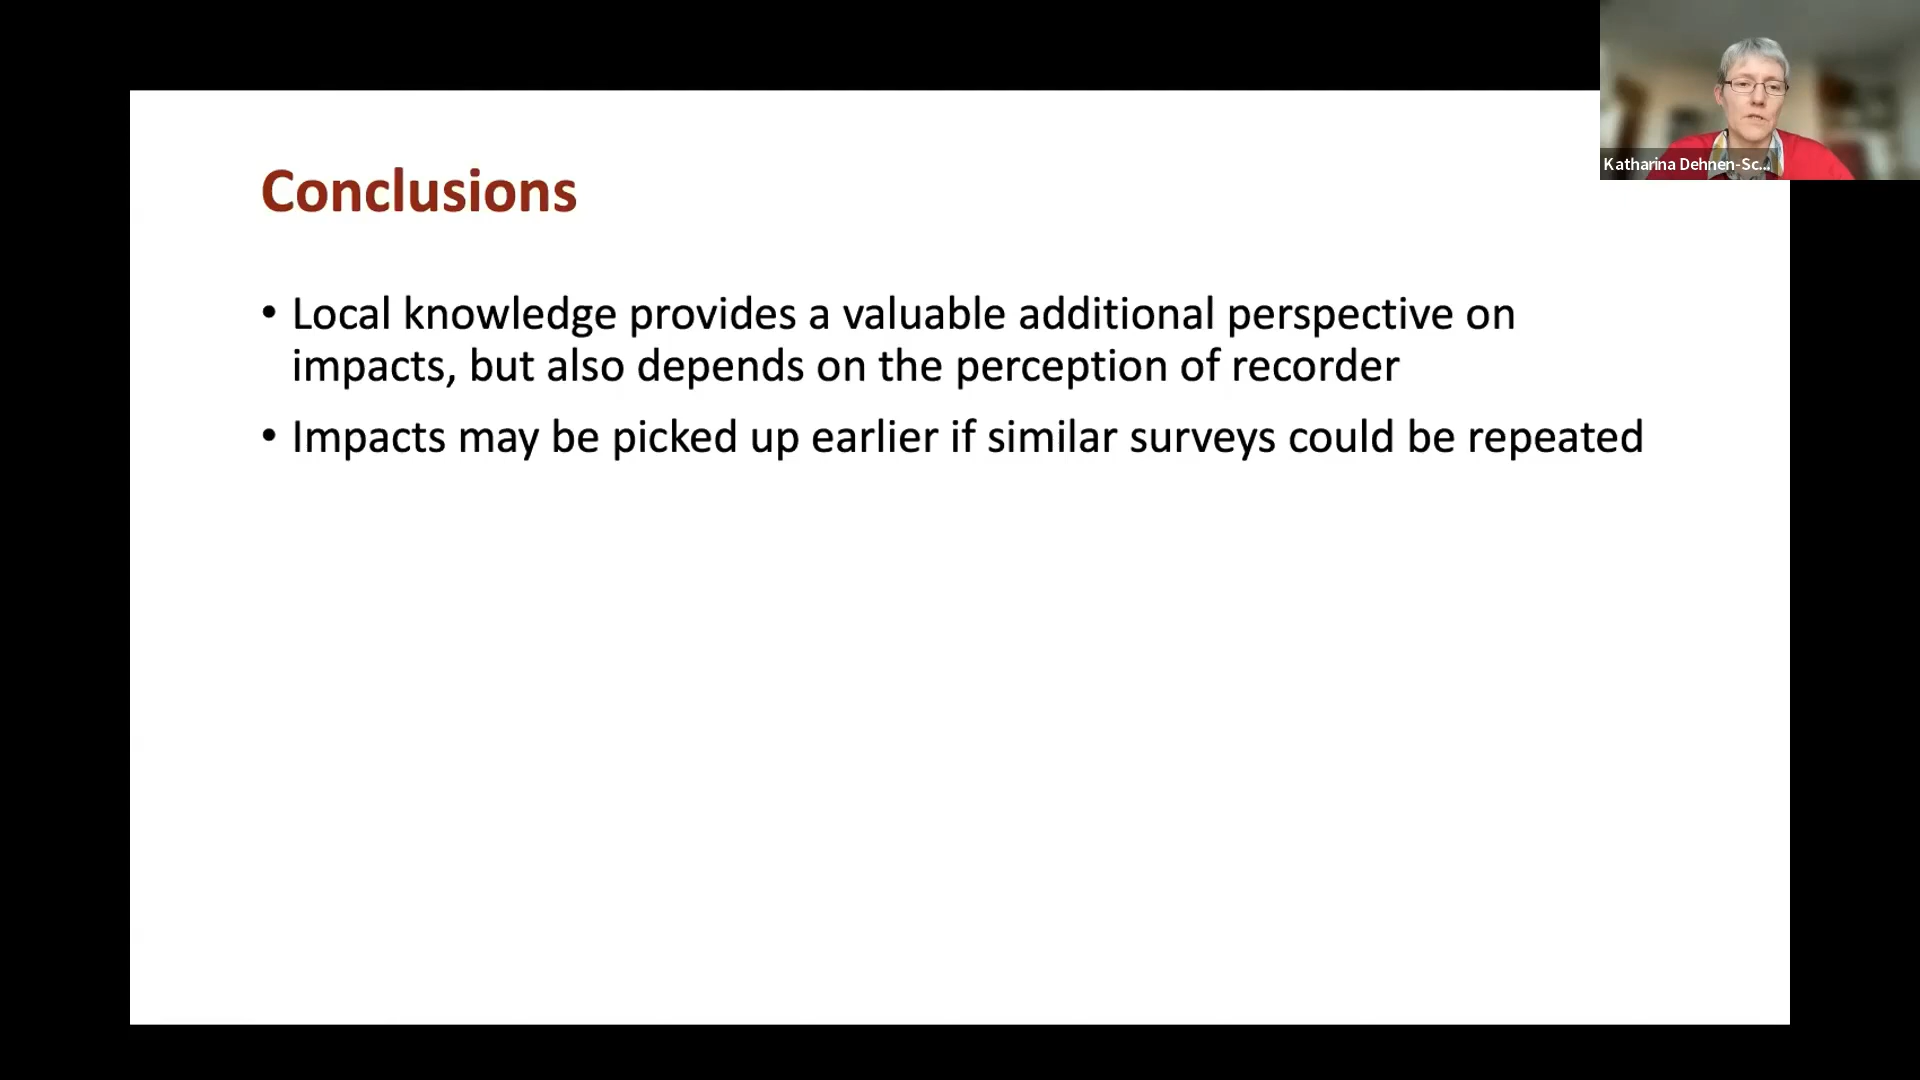 Katharina Dehnen-Sc...
Conclusions
• Local knowledge provides a valuable additional perspective on
impacts, but also depends on the perception of recorder
• Impacts may be picked up earlier if similar surveys could be repeated